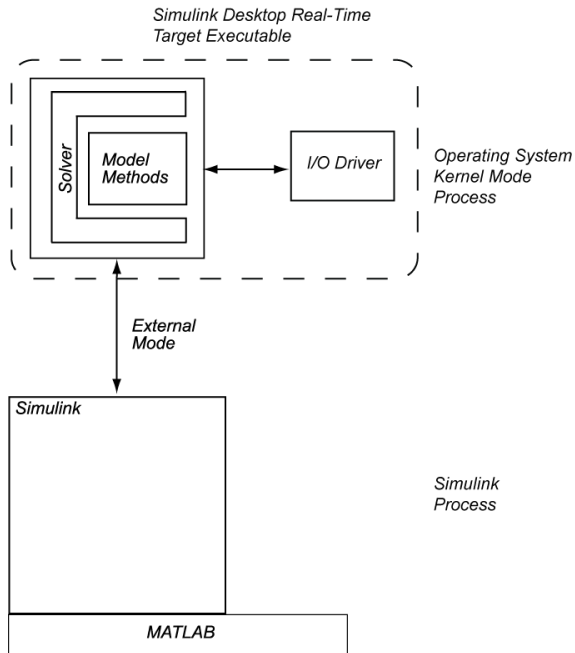 Simulink Desktop Real-Time
Target Executable
Solver
Model
Methods
I/O Driver
Operating System
Kernel Mode
Process
External
Mode
Simulink
Simulink
Process
MATLAB